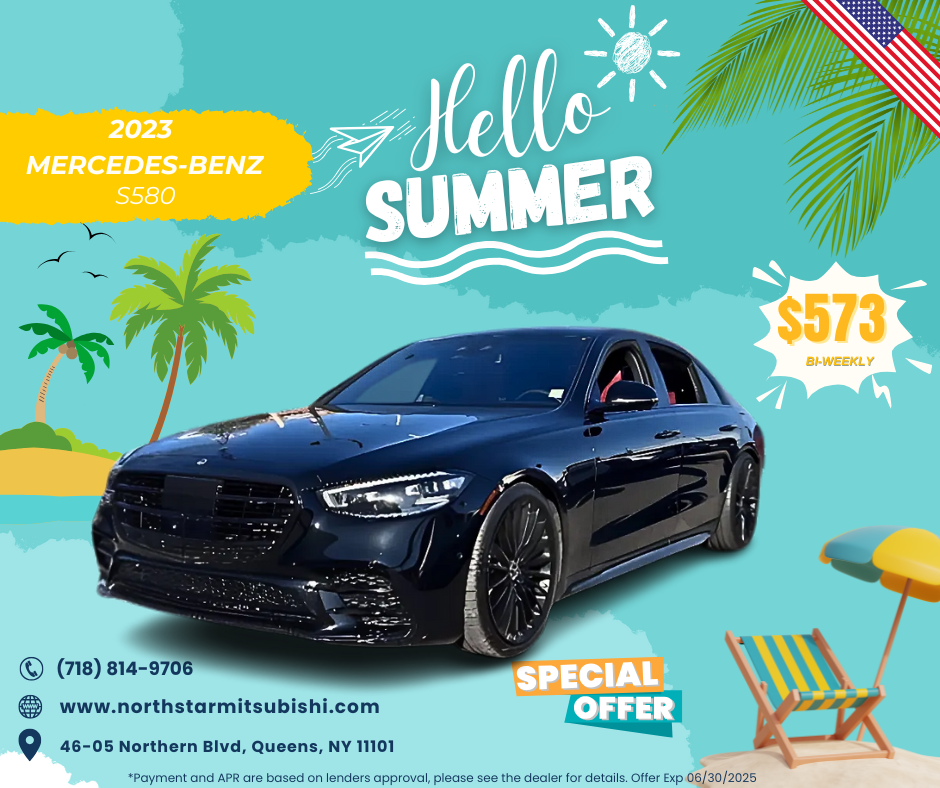 2023
MERCEDES-BENZ
S580
Hello
SUMMER
$573
BI-WEEKLY
SPECIAL
OFFER
(718) 814-9706
www.northstarmitsubishi.com
46-05 Northern Blvd, Queens, NY 11101
*Payment and APR are based on lenders approval, please see the dealer for details. Offer Exp 06/30/2025